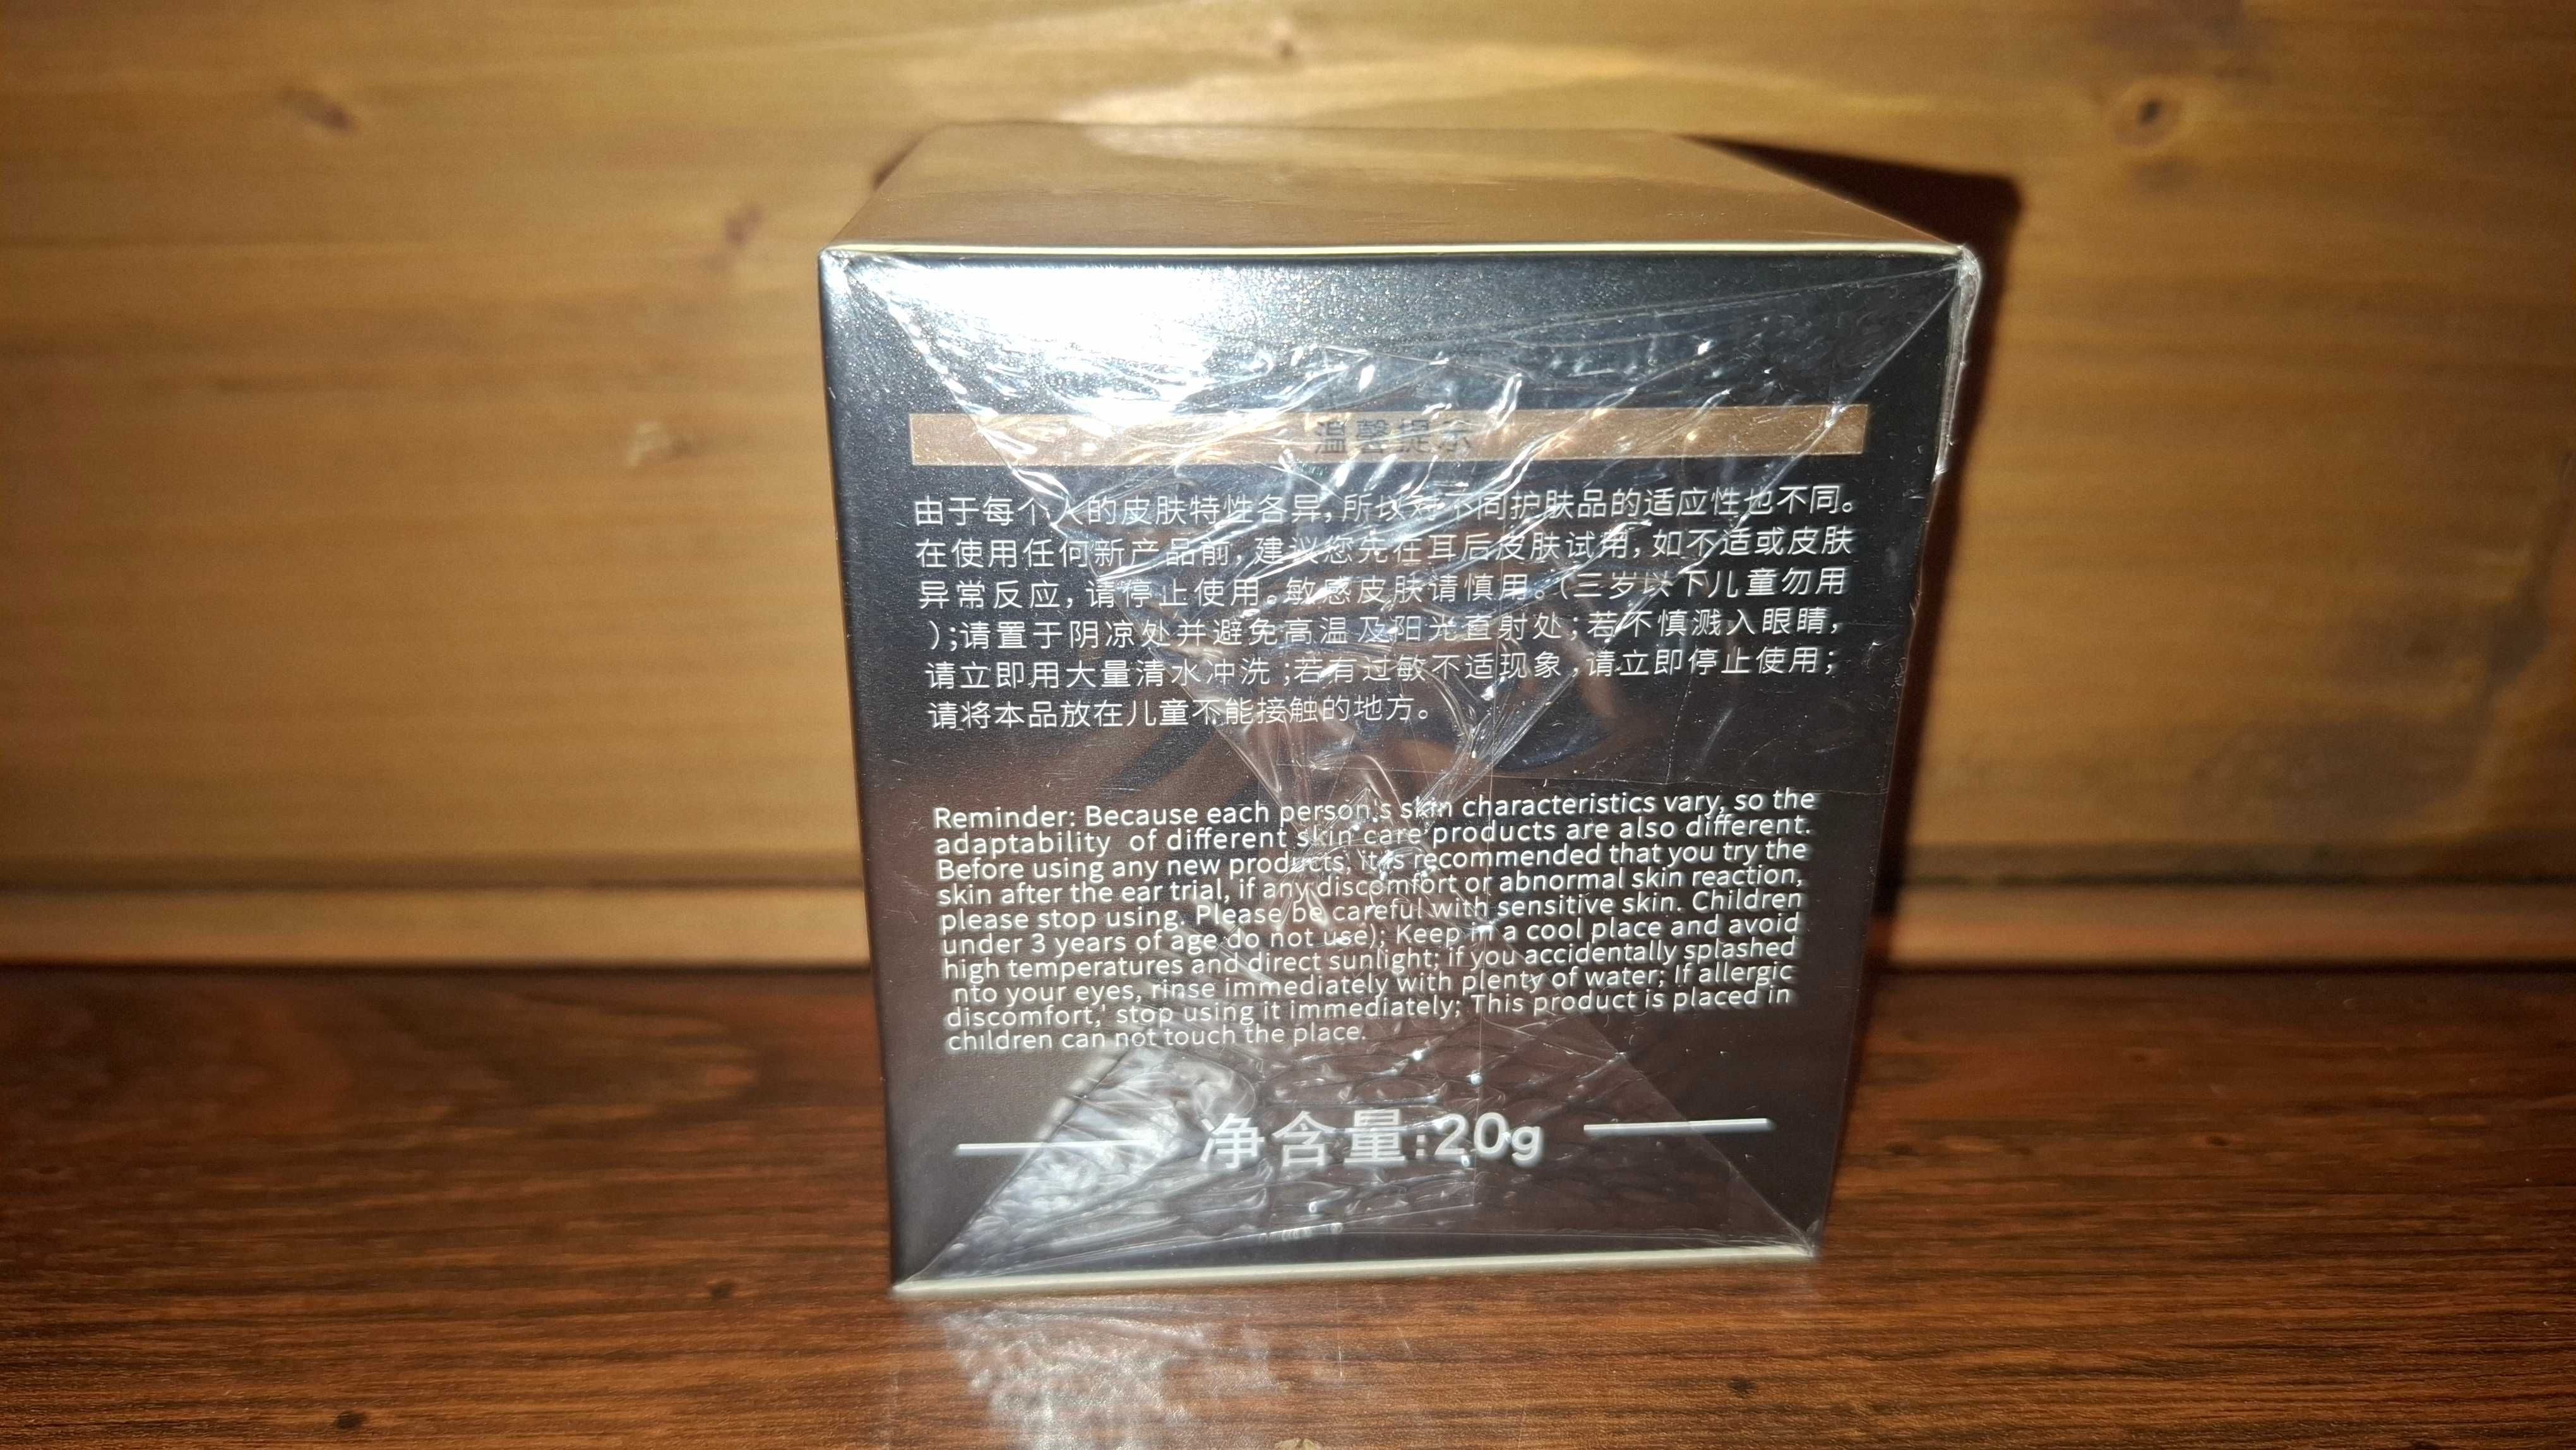 温馨提示
由于每个人的皮肤特性各异,所以对不同护肤品的适应性也不同。
在使用任何新产品前,建议您先在耳后皮肤试用,如不适或皮肤
异常反应,请停止使用。敏感皮肤请慎用。(三岁以下儿童勿用
);请置于阴凉处并避免高温及阳光直射处;若不慎溅入眼睛,
请立即用大量清水冲洗;若有过敏不适现象,请立即停止使用;
请将本品放在儿童不能接触的地方。
Reminder: Because each person's skin characteristics vary, so the
adaptability of different skin care products are also different.
Before using any new products, it is recommended that you try the
skin after the ear trial, if any discomfort or abnormal skin reaction,
please stop using. Please be careful with sensitive skin. Children
under 3 years of age do not use); Keep in a cool place and avoid
high temperatures and direct sunlight; if you accidentally splashed
nto your eyes, rinse immediately with plenty of water; If allergic
discomfort,' stop using it immediately; This product is placed in
children can not touch the place.
净含量:20g